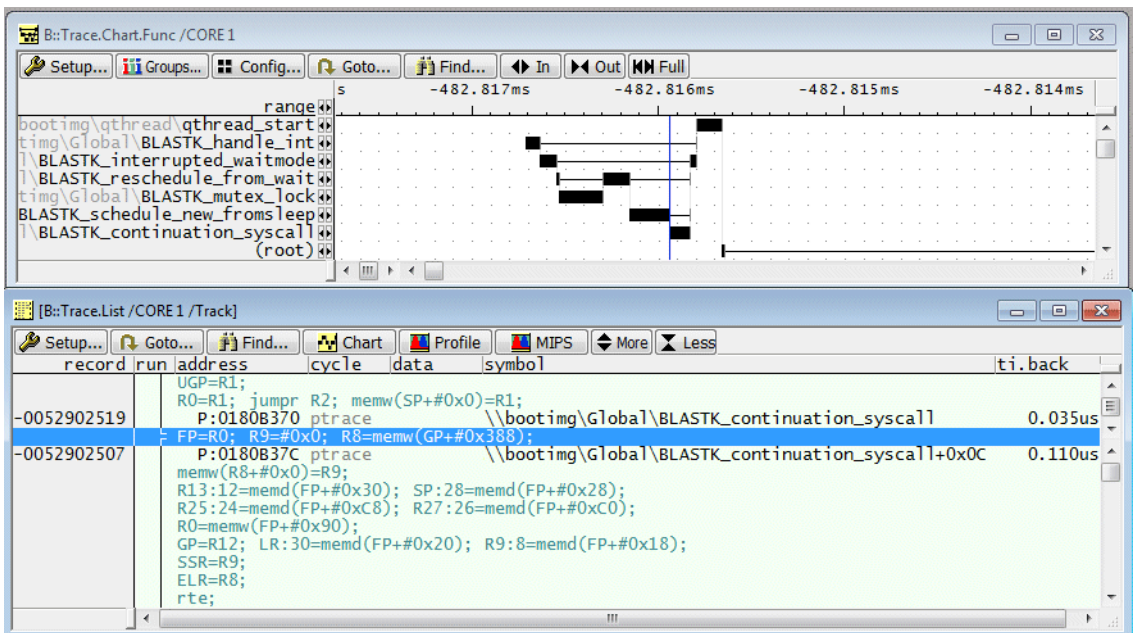 B::Trace.Chart.Func /CORE 1
Setup... Groups... Config... Goto... Find... In Out Full
s -482.817ms -482.816ms -482.815ms -482.814ms
range
bootimg\qthread\qthread_start
timg\Global\BLASTK_handle_int
l\BLASTK_interrupted_waitmode
l\BLASTK_reschedule_from_wait
timg\Global\BLASTK_mutex_lock
BLASTK_schedule_new_fromsleep
l\BLASTK_continuation_syscall
(root)
[B::Trace.List /CORE 1 /Track]
Setup... Goto... Find... Chart Profile MIPS More Less
record run address cycle data symbol ti.back
UGP=R1;
R0=R1; jumpr R2; memw(SP+#0x0)=R1;
-0052902519 P:0180B370 ptrace \\bootimg\Global\BLASTK_continuation_syscall 0.035us
FP=R0; R9=#0x0; R8=memw(GP+#0x388);
-0052902507 P:0180B37C ptrace \\bootimg\Global\BLASTK_continuation_syscall+0x0C 0.110us
memw(R8+#0x0)=R9;
R13:12=memd(FP+#0x30); SP:28=memd(FP+#0x28);
R25:24=memd(FP+#0xC8); R27:26=memd(FP+#0xC0);
R0=memw(FP+#0x90);
GP=R12; LR:30=memd(FP+#0x20); R9:8=memd(FP+#0x18);
SSR=R9;
ELR=R8;
rte;